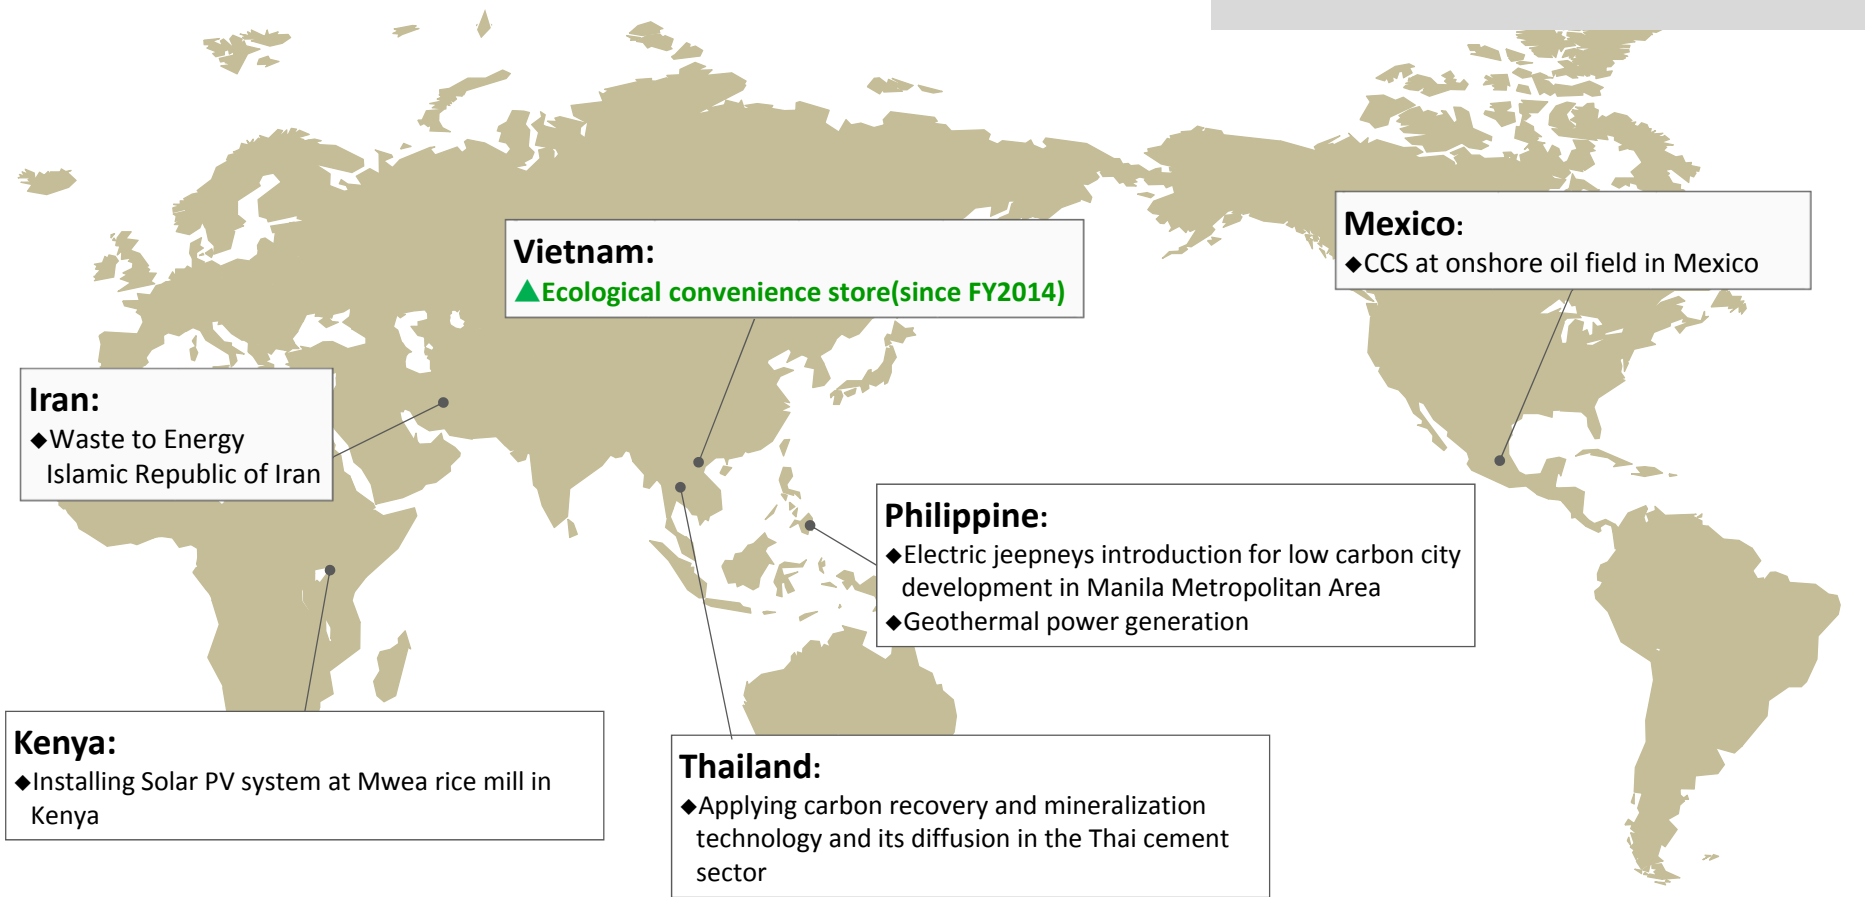 Vietnam:
▲Ecological convenience store(since FY2014)
Mexico:
◆CCS at onshore oil field in Mexico
Iran:
◆Waste to Energy
Islamic Republic of Iran
Philippine:
◆Electric jeepneys introduction for low carbon city
development in Manila Metropolitan Area
◆Geothermal power generation
Kenya:
◆Installing Solar PV system at Mwea rice mill in
Kenya
Thailand:
◆Applying carbon recovery and mineralization
technology and its diffusion in the Thai cement
sector